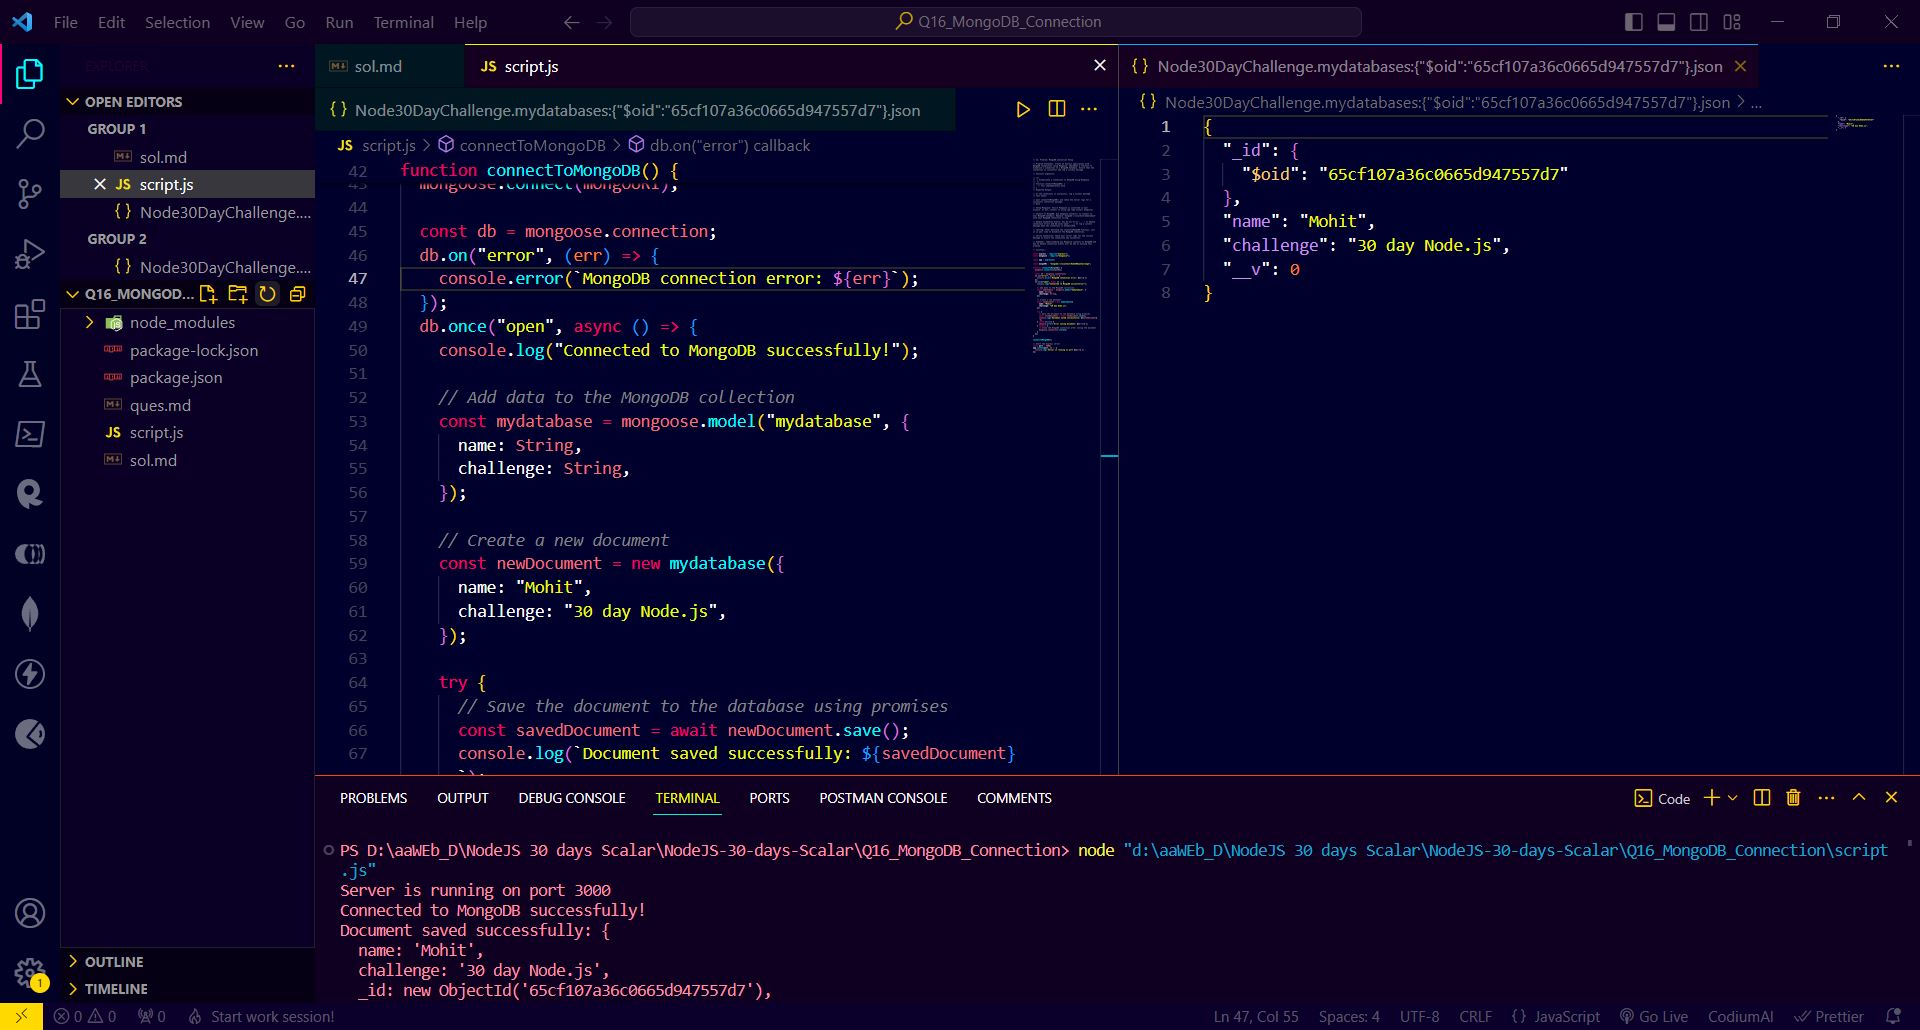 File Edit Selection View Go Run Terminal Help
Q16_MongoDB_Connection
EXPLORER
OPEN EDITORS
GROUP 1
sol.md
JS script.js
{} Node30DayChallenge....
GROUP 2
{} Node30DayChallenge....
Q16_MONGOD...
node_modules
package-lock.json
package.json
ques.md
JS script.js
sol.md
OUTLINE
TIMELINE
sol.md
JS script.js
{} Node30DayChallenge.mydatabases:{"$oid":"65cf107a36c0665d947557d7"}.json
JS script.js > connectToMongoDB > db.on("error") callback
42 function connectToMongoDB() {
43 mongoose.connect(mongoURI);
44
45 const db = mongoose.connection;
46 db.on("error", (err) => {
47 console.error(`MongoDB connection error: ${err}`);
48 });
49 db.once("open", async () => {
50 console.log("Connected to MongoDB successfully!");
51
52 // Add data to the MongoDB collection
53 const mydatabase = mongoose.model("mydatabase", {
54 name: String,
55 challenge: String,
56 });
57
58 // Create a new document
59 const newDocument = new mydatabase({
60 name: "Mohit",
61 challenge: "30 day Node.js",
62 });
63
64 try {
65 // Save the document to the database using promises
66 const savedDocument = await newDocument.save();
67 console.log(`Document saved successfully: ${savedDocument}
`);
{} Node30DayChallenge.mydatabases:{"$oid":"65cf107a36c0665d947557d7"}.json
{} Node30DayChallenge.mydatabases:{"$oid":"65cf107a36c0665d947557d7"}.json > ...
1 {
2 "_id": {
3 "$oid": "65cf107a36c0665d947557d7"
4 },
5 "name": "Mohit",
6 "challenge": "30 day Node.js",
7 "__v": 0
8 }
PROBLEMS OUTPUT DEBUG CONSOLE TERMINAL PORTS POSTMAN CONSOLE COMMENTS
Code
PS D:\aaWEb_D\NodeJS 30 days Scalar\NodeJS-30-days-Scalar\Q16_MongoDB_Connection> node "d:\aaWEb_D\NodeJS 30 days Scalar\NodeJS-30-days-Scalar\Q16_MongoDB_Connection\script
.js"
Server is running on port 3000
Connected to MongoDB successfully!
Document saved successfully: {
name: 'Mohit',
challenge: '30 day Node.js',
_id: new ObjectId('65cf107a36c0665d947557d7'),
1
0 0 0 Start work session!
Ln 47, Col 55 Spaces: 4 UTF-8 CRLF {} JavaScript Go Live CodiumAI Prettier